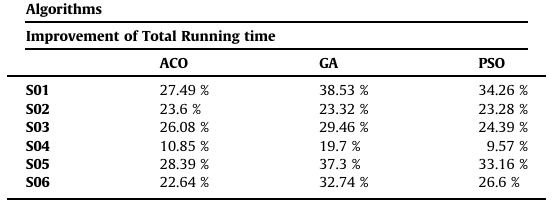 Algorithms
Improvement of Total Running time
ACO GA PSO
S01 27.49 % 38.53 % 34.26 %
S02 23.6 % 23.32 % 23.28 %
S03 26.08 % 29.46 % 24.39 %
S04 10.85 % 19.7 % 9.57 %
S05 28.39 % 37.3 % 33.16 %
S06 22.64 % 32.74 % 26.6 %